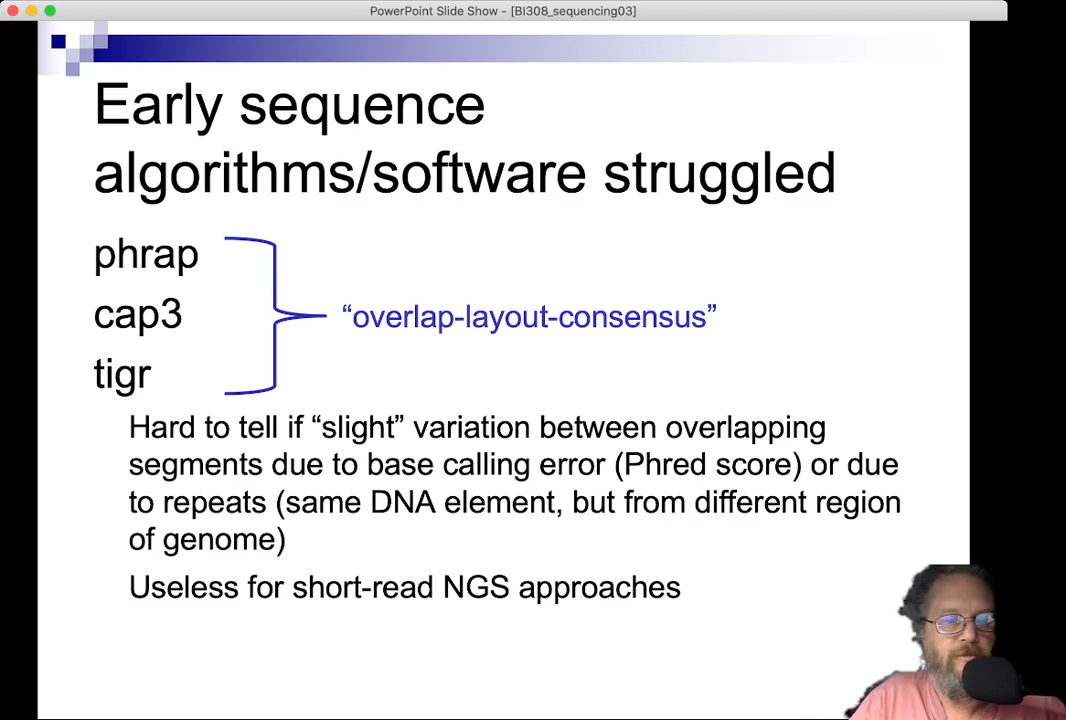 PowerPoint Slide Show - [BI308_sequencing03]
Early sequence
algorithms/software struggled
phrap
cap3
“overlap-layout-consensus”
tigr
Hard to tell if “slight” variation between overlapping
segments due to base calling error (Phred score) or due
to repeats (same DNA element, but from different region
of genome)
Useless for short-read NGS approaches